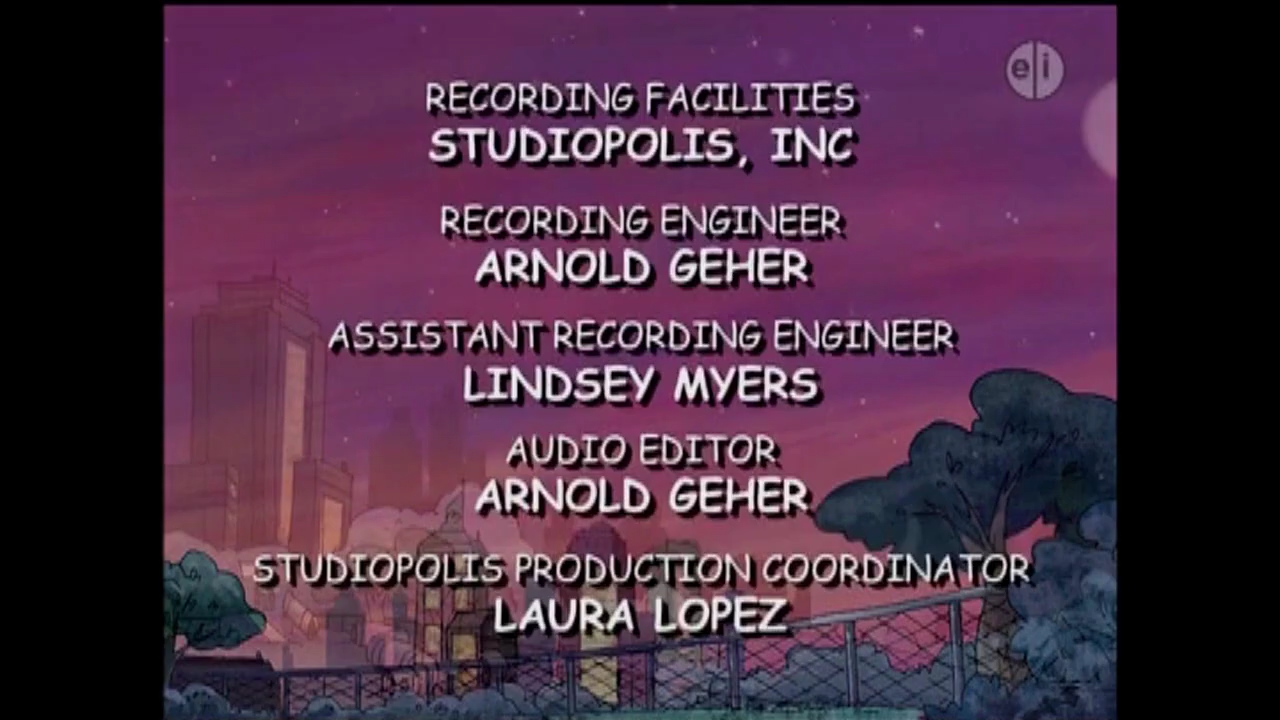 e|i
RECORDING FACILITIES
STUDIOPOLIS, INC
RECORDING ENGINEER
ARNOLD GEHER
ASSISTANT RECORDING ENGINEER
LINDSEY MYERS
AUDIO EDITOR
ARNOLD GEHER
STUDIOPOLIS PRODUCTION COORDINATOR
LAURA LOPEZ